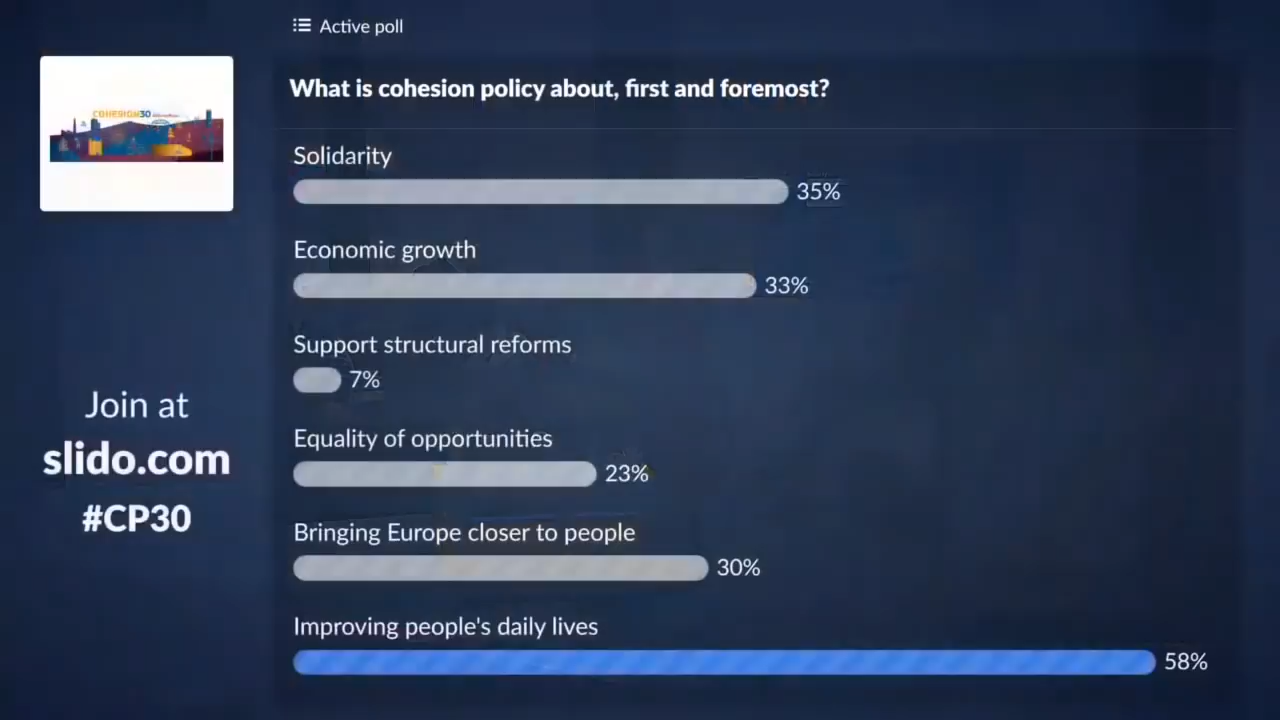 Active poll
What is cohesion policy about, first and foremost?
COHESION30
Solidarity
35%
Economic growth
33%
Support structural reforms
7%
Equality of opportunities
23%
Bringing Europe closer to people
30%
Improving people's daily lives
58%
Join at
slido.com
#CP30